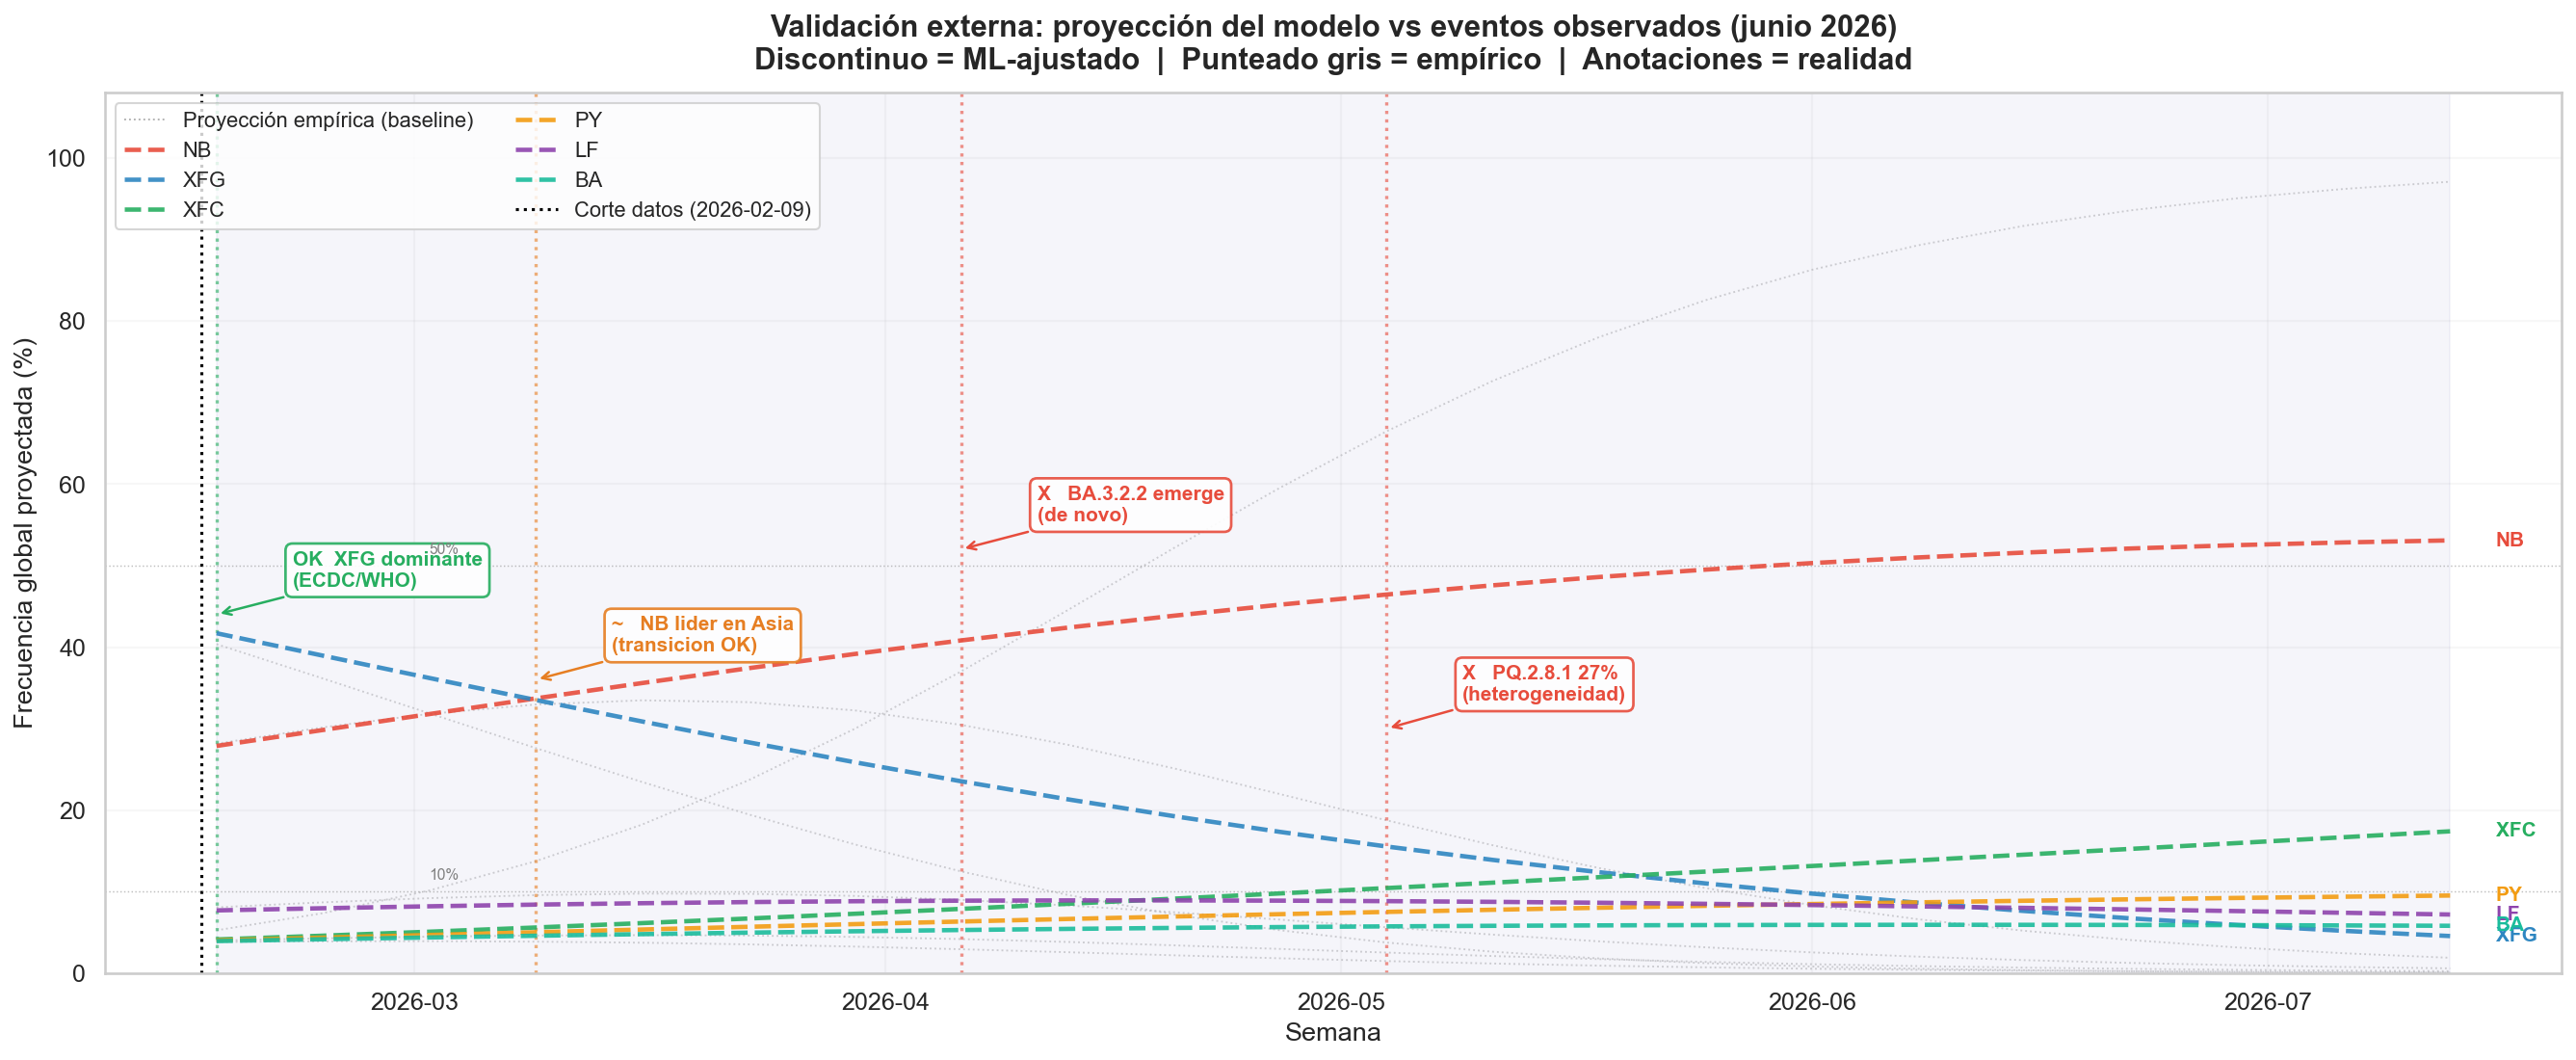 Validación externa: proyección del modelo vs eventos observados (junio 2026)
Discontinuo = ML-ajustado | Punteado gris = empírico | Anotaciones = realidad
Proyección empírica (baseline)
NB
XFG
XFC
PY
LF
BA
Corte datos (2026-02-09)
Frecuencia global proyectada (%)
100
80
60
40
20
0
50%
10%
OK XFG dominante
(ECDC/WHO)
~ NB lider en Asia
(transicion OK)
X BA.3.2.2 emerge
(de novo)
X PQ.2.8.1 27%
(heterogeneidad)
NB
XFC
PY
LF
BA
XFG
2026-03
2026-04
2026-05
2026-06
2026-07
Semana